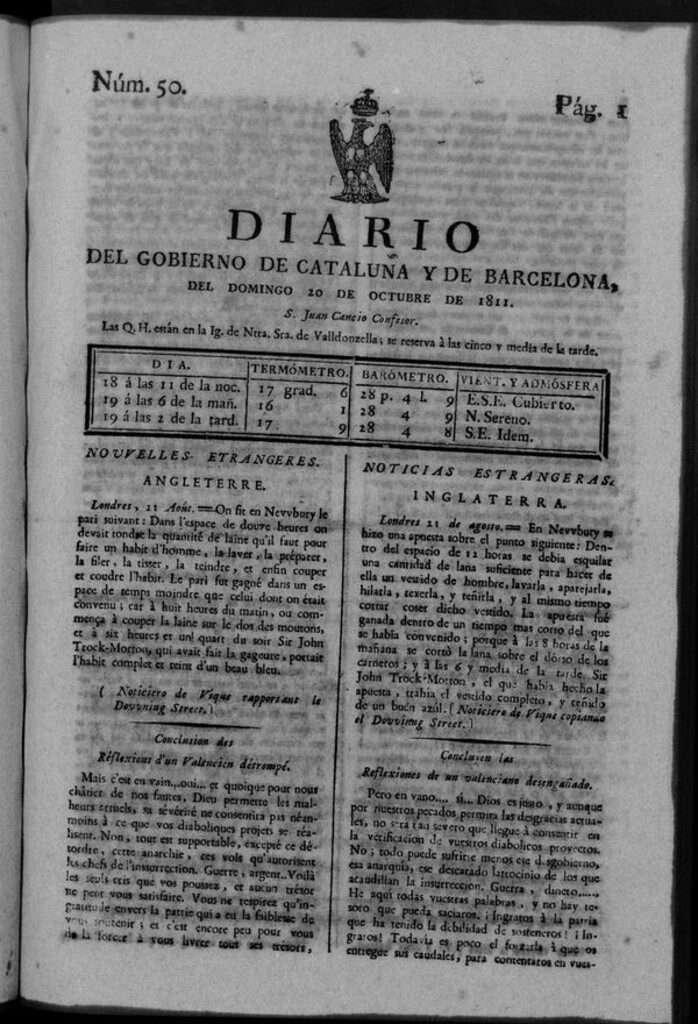 Núm. 50.
Pág. 1
DIARIO
DEL GOBIERNO DE CATALUÑA Y DE BARCELONA,
DEL DOMINGO 20 DE OCTUBRE DE 1811.
S. Juan Cancio Confesor.
Las Q. H. están en la Ig. de Ntra. Sra. de Valldonzella; se reserva á las cinco y media de la tarde.
DIA. TERMÓMETRO. BARÓMETRO. VIENT. Y ADMÓSFERA
18 á las 11 de la noc. 17 grad. 6 28 p. 4 l. 9 E.S.E. Cubierto.
19 á las 6 de la mañ. 16 1 28 4 9 N. Sereno.
19 á las 2 de la tard. 17 9 28 4 8 S.E. Idem.
NOUVELLES ETRANGERES.
ANGLETERRE.
Londres, 21 Août. = On fit en Nevvbury le
pari suivant: Dans l'espace de douze heures on
devait tondre la quantité de laine qu'il faut pour
faire un habit d'homme, la laver, la préparer,
la filer, la tisser, la teindre, et enfin couper
et coudre l'habit. Le pari fut gagné dans un es-
pace de temps moindre que celui dont on était
convenu; car à huit heures du matin, ou com-
mença à couper la laine sur le dos des moutons,
et à six heures et un quart du soir Sir John
Trock-Morton, qui avait fait la gageure, portait
l'habit complet et teint d'un beau bleu.
( Noticiero de Vique rapportant le
Dovvning Street. )
Conclusion des
Réflexions d'un Valencien détrompé.
Mais c'est en vain...oui... et quoique pour nous
châtier de nos fautes, Dieu permette les mal-
heurs actuels, sa sévérité ne consentira pas néan-
moins à ce que vos diaboliques projets se réa-
lisent. Non, tout est supportable, excepté ce dé-
sordre, cette anarchie, ces vols qu'autorisent
les chefs de l'insurrection. Guerre, argent..Voilà
les seuls cris que vous poussez, et aucun trésor
ne peut vous satisfaire. Vous ne respirez qu'in-
gratitude envers la patrie qui a eu la faiblesse de
vous soutenir; et c'est encore peu pour vous
de la forcer à vous livrer tous ses trésors,
NOTICIAS ESTRANGERAS.
INGLATERRA.
Londres 21 de agosto. = En Nevvbury se
hizo una apuesta sobre el punto siguiente: Den-
tro del espacio de 12 horas se debia esquilar
una cantidad de lana suficiente para hacer de
ella un vestido de hombre, lavarla, aparejarla,
hilarla, texerla, y teñirla, y al mismo tiempo
cortar coser dicho vestido. La apuesta fué
ganada dentro de un tiempo mas corto del que
se habia convenido; porque á las 8 horas de la
mañana se cortó la lana sobre el dorso de los
carneros; y á las 6 y media de la tarde Sir
John Trock-Morton, el que habia hecho la
apuesta, trahia el vestido completo, y teñido
de un buen azúl. ( Noticiero de Vique copiando
el Dovving Street. )
Concluyen las
Reflexiones de un valenciano desengañado.
Pero en vano.... sí... Dios es justo, y aunque
por nuestros pecados permita las desgracias actua-
les, no será tan severo que llegue à consentir en
la verificacion de vuestros diabolicos proyectos.
No; todo puede sufrirse menos ese desgobierno,
esa anarquía, ese descarado latrocinio de los que
acaudillan la insurreccion. Guerra, dinero,.....
He aqui todas vuestras palabras, y no hay te-
soro que pueda saciaros. ¡Ingratos á la patria
que ha tenido la debilidad de sosteneros! ¡In-
gratos! Todavia es poco el forzarla á que os
entregue sus caudales, para contentaros en vues-